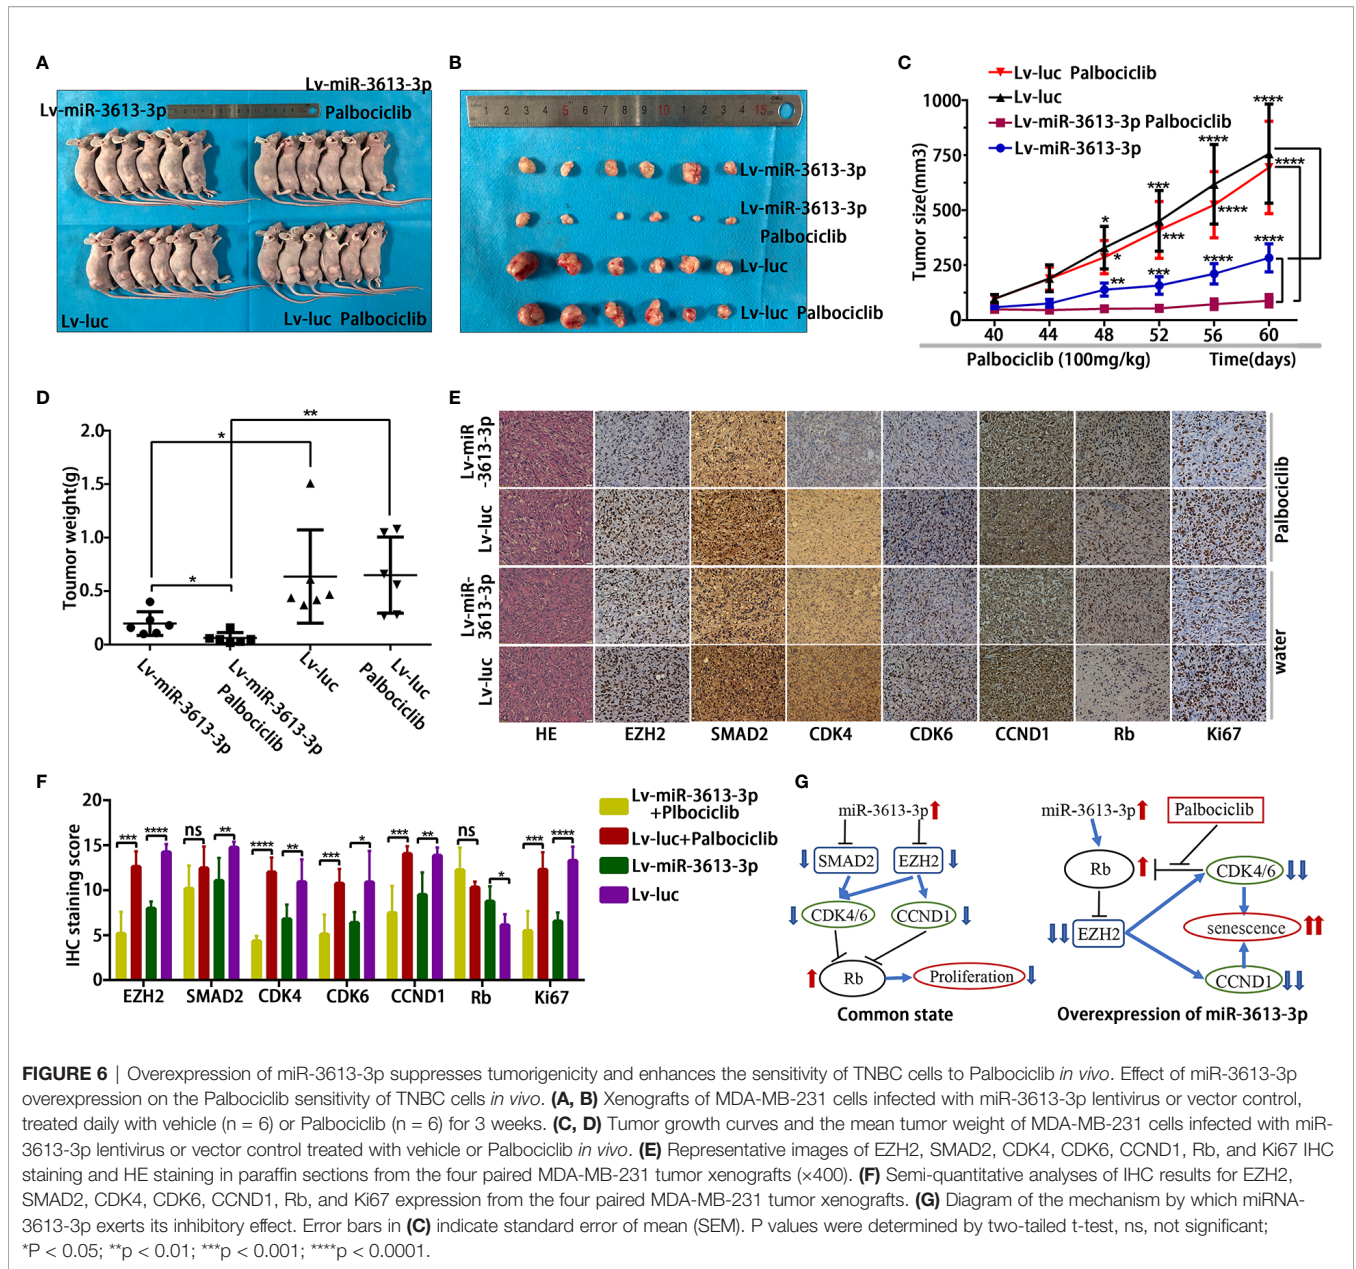 A
Lv-miR-3613-3p
Lv-miR-3613-3p
Palbociclib
Lv-luc
Lv-luc Palbociclib
B
1 2 3 4 5 6 7 8 9 10 1 2 3 4 15
Lv-miR-3613-3p
Lv-miR-3613-3p
Palbociclib
Lv-luc
Lv-luc Palbociclib
C
Lv-luc Palbociclib
Lv-luc
Lv-miR-3613-3p Palbociclib
Lv-miR-3613-3p
Tumor size(mm3)
1000
750
500
250
0
40 44 48 52 56 60
* *** **** ****
* *** **** ****
** *** **** ****
Palbociclib (100mg/kg) Time(days)
D
Toumor weight(g)
2.0
1.5
1.0
0.5
0
**
*
*
Lv-miR-3613-3p
Lv-miR-3613-3p
Palbociclib
Lv-luc
Lv-luc
Palbociclib
E
Lv-miR
-3613-3p
Lv-luc
Lv-miR-
3613-3p
Lv-luc
Palbociclib
water
HE EZH2 SMAD2 CDK4 CDK6 CCND1 Rb Ki67
F
IHC staining score
20
15
10
5
0
*** **** ns ** **** ** *** * *** ** ns * *** ****
EZH2 SMAD2 CDK4 CDK6 CCND1 Rb Ki67
Lv-miR-3613-3p
+Plbociclib
Lv-luc+Palbociclib
Lv-miR-3613-3p
Lv-luc
G
miR-3613-3p
SMAD2 EZH2
CDK4/6 CCND1
Rb Proliferation
Common state
miR-3613-3p Palbociclib
Rb CDK4/6
EZH2 senescence
CCND1
Overexpression of miR-3613-3p
FIGURE 6 | Overexpression of miR-3613-3p suppresses tumorigenicity and enhances the sensitivity of TNBC cells to Palbociclib in vivo. Effect of miR-3613-3p
overexpression on the Palbociclib sensitivity of TNBC cells in vivo. (A, B) Xenografts of MDA-MB-231 cells infected with miR-3613-3p lentivirus or vector control,
treated daily with vehicle (n = 6) or Palbociclib (n = 6) for 3 weeks. (C, D) Tumor growth curves and the mean tumor weight of MDA-MB-231 cells infected with miR-
3613-3p lentivirus or vector control treated with vehicle or Palbociclib in vivo. (E) Representative images of EZH2, SMAD2, CDK4, CDK6, CCND1, Rb, and Ki67 IHC
staining and HE staining in paraffin sections from the four paired MDA-MB-231 tumor xenografts (×400). (F) Semi-quantitative analyses of IHC results for EZH2,
SMAD2, CDK4, CDK6, CCND1, Rb, and Ki67 expression from the four paired MDA-MB-231 tumor xenografts. (G) Diagram of the mechanism by which miRNA-
3613-3p exerts its inhibitory effect. Error bars in (C) indicate standard error of mean (SEM). P values were determined by two-tailed t-test, ns, not significant;
*P < 0.05; **p < 0.01; ***p < 0.001; ****p < 0.0001.